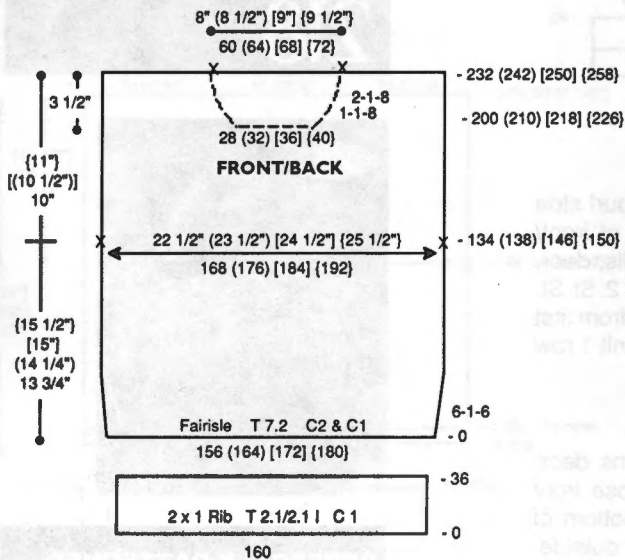 8" (8 1/2") [9"] {9 1/2"}
60 (64) [68] {72}
- 232 (242) [250] {258}
3 1/2"
2-1-8
1-1-8
- 200 (210) [218] {226}
28 (32) [36] {40}
FRONT/BACK
{11"}
[(10 1/2")]
10"
22 1/2" (23 1/2") [24 1/2"] {25 1/2"}
- 134 (138) [146] {150}
168 (176) [184] {192}
{15 1/2"}
[15"]
(14 1/4")
13 3/4"
6-1-6
Fairisle T 7.2 C2 & C1
- 0
156 (164) [172] {180}
- 36
2 x 1 Rib T 2.1/2.1 I C 1
- 0
160